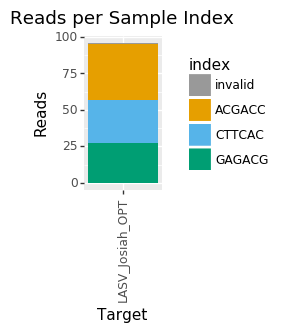 Reads per Sample Index
100
75
50
25
0
Reads
LASV_Josiah_OPT
Target
index
invalid
ACGACC
CTTCAC
GAGACG